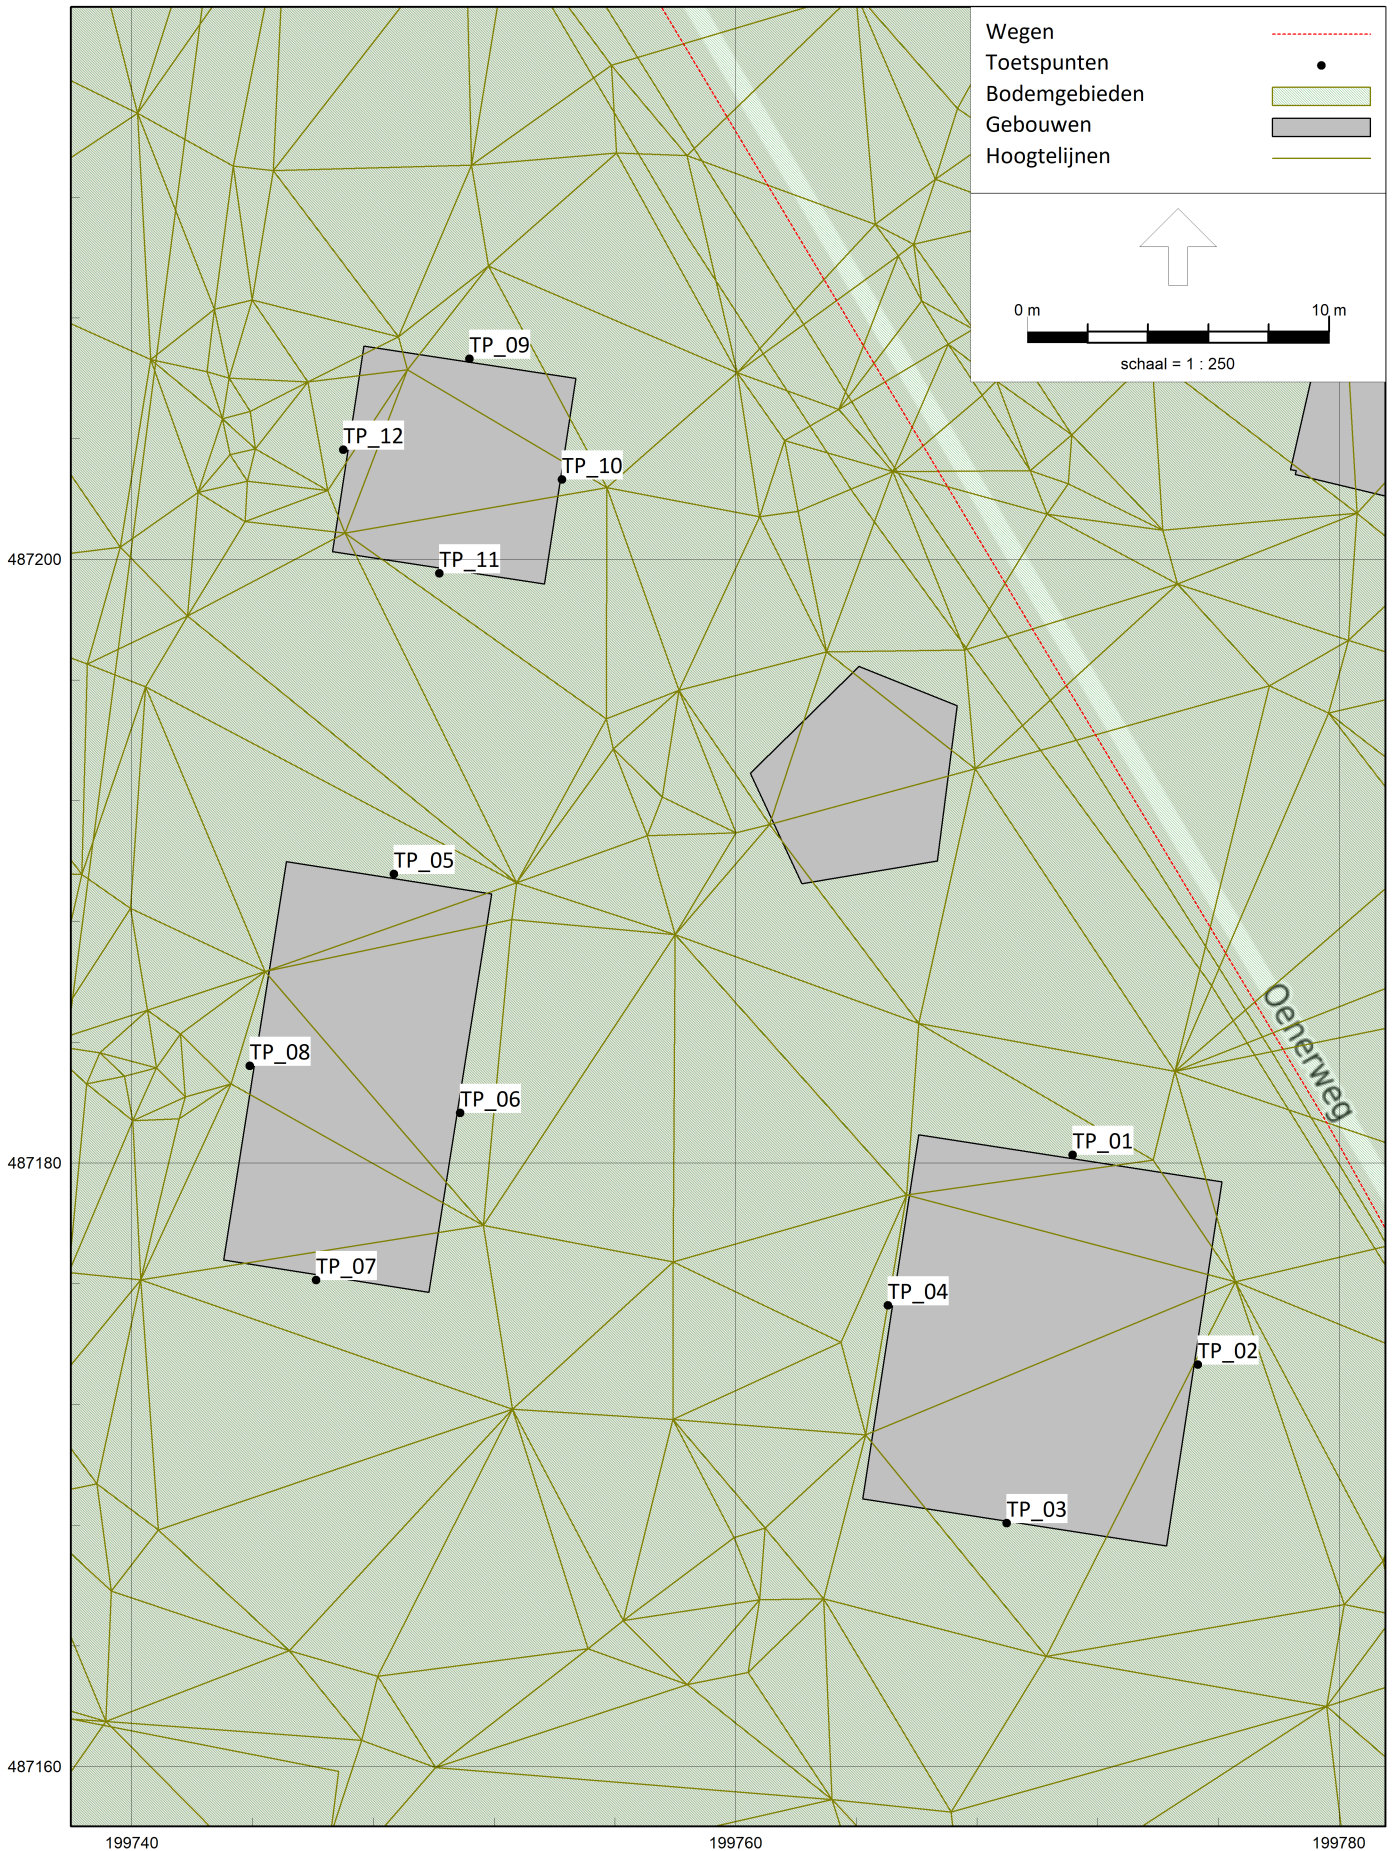 Wegen
Toetspunten
Bodemgebieden
Gebouwen
Hoogtelijnen
0 m 10 m
schaal = 1 : 250
TP_09
TP_12
TP_10
TP_11
487200
TP_05
TP_08
TP_06
Oenerweg
TP_01
487180
TP_07
TP_04
TP_02
TP_03
487160
199740 199760 199780